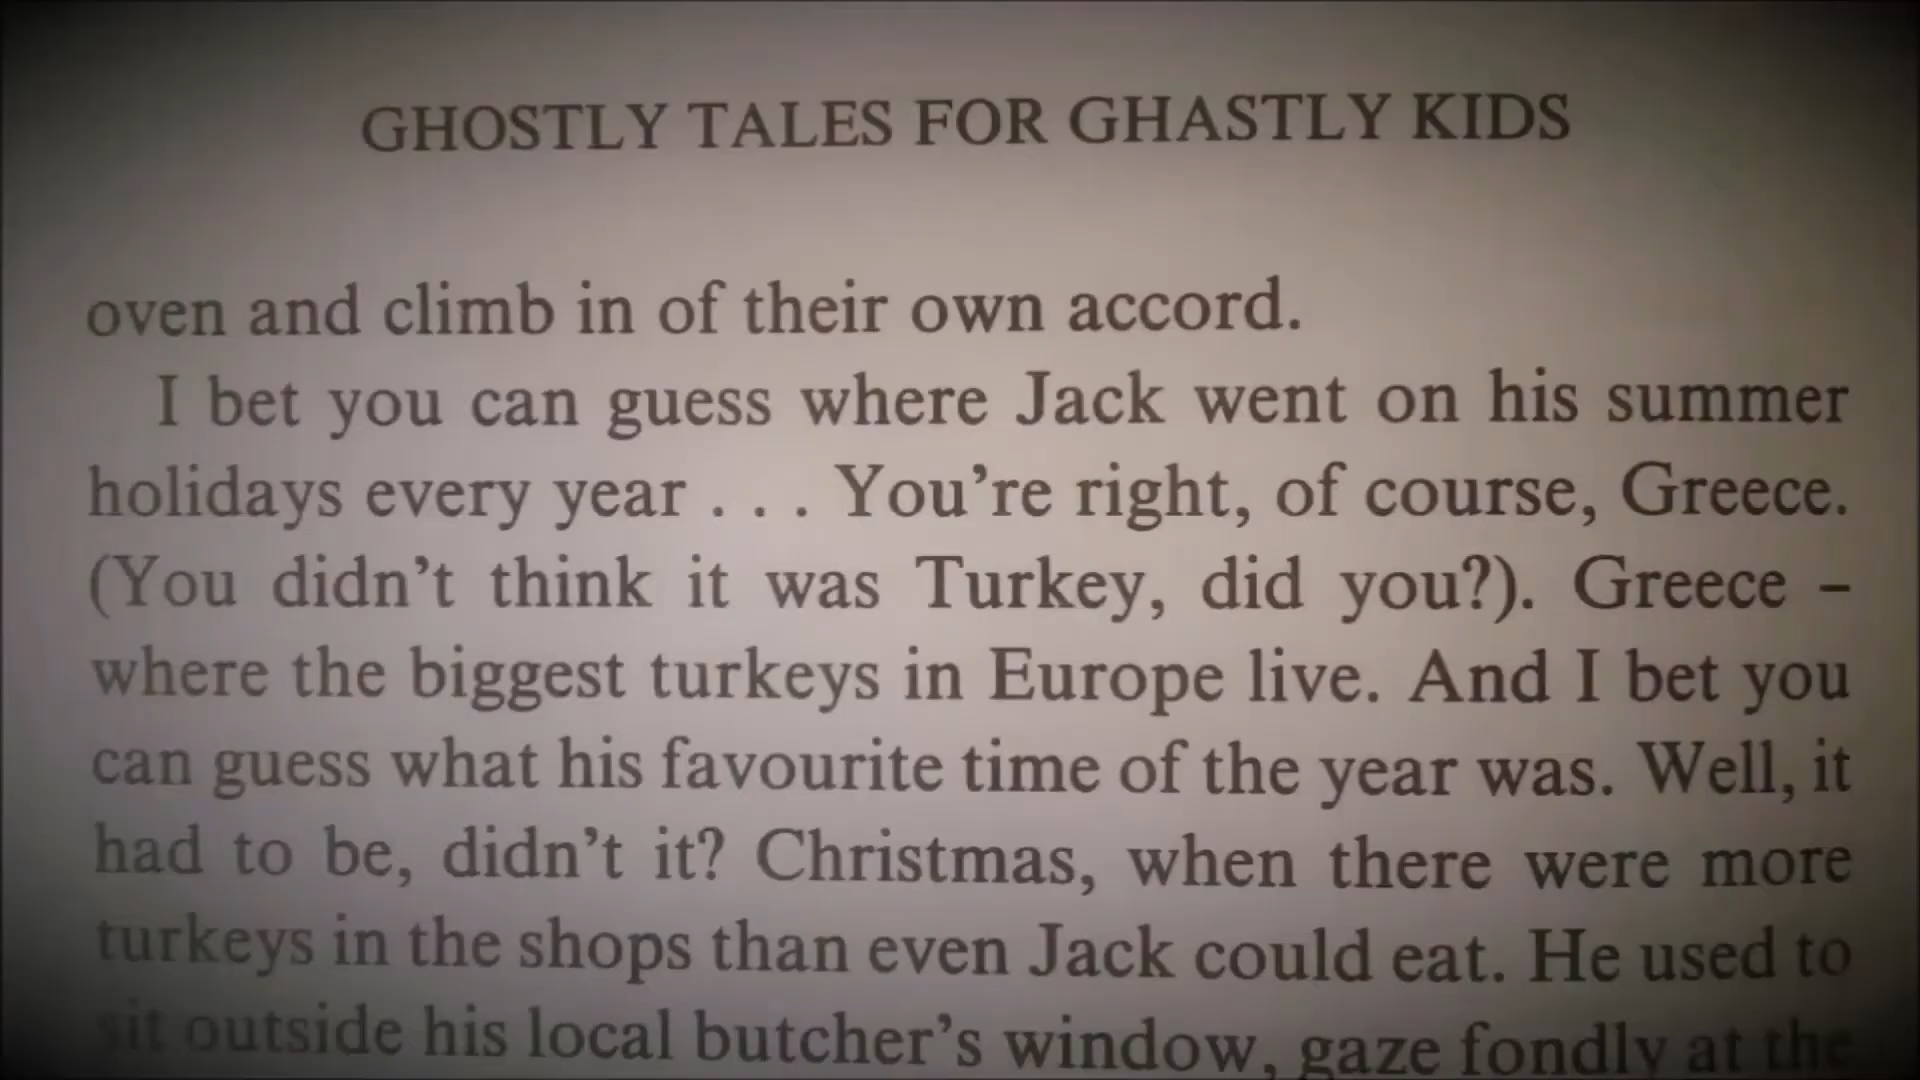 GHOSTLY TALES FOR GHASTLY KIDS
oven and climb in of their own accord.
I bet you can guess where Jack went on his summer
holidays every year . . . You're right, of course, Greece.
(You didn't think it was Turkey, did you?). Greece –
where the biggest turkeys in Europe live. And I bet you
can guess what his favourite time of the year was. Well, it
had to be, didn't it? Christmas, when there were more
turkeys in the shops than even Jack could eat. He used to
sit outside his local butcher's window, gaze fondly at the